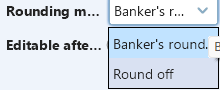 Rounding m... Banker's r...
Editable afte... Banker's round.
Round off